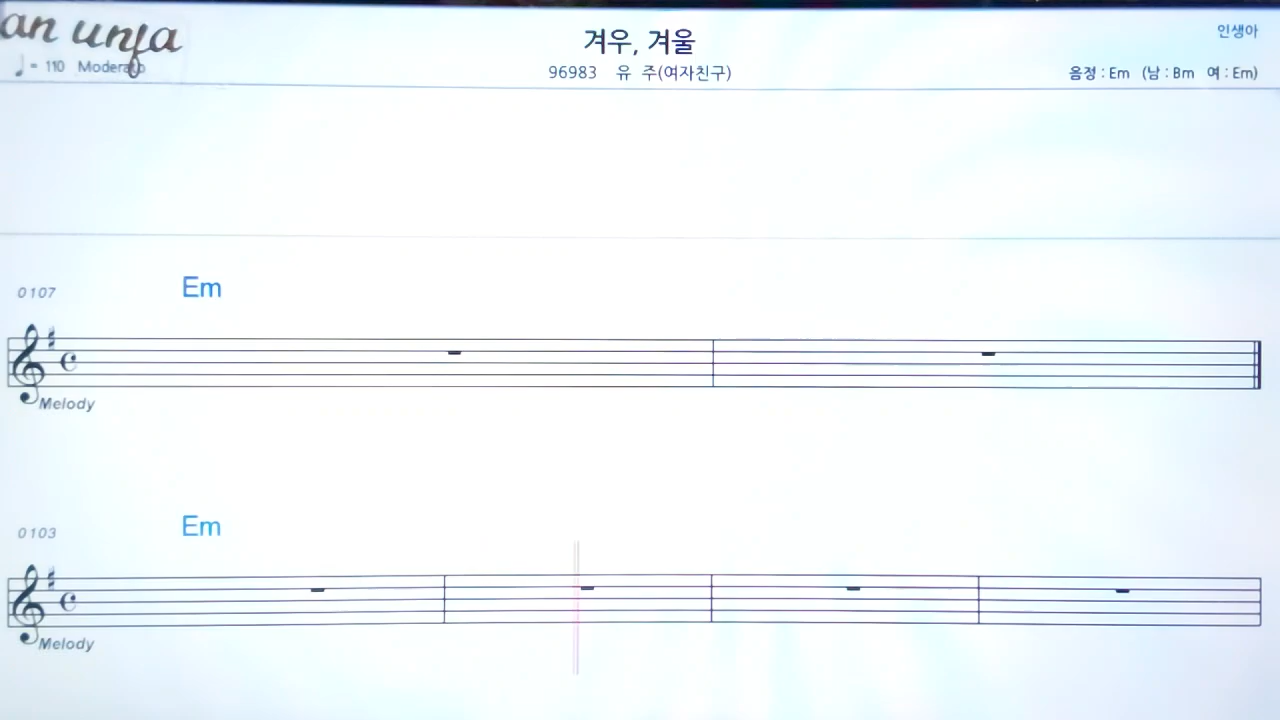 an unfa
겨우, 겨울
인생아
♩= 110 Moderato
96983 유 주(여자친구)
음정 : Em (남 : Bm 여 : Em)
0107 Em
Melody
0103 Em
Melody